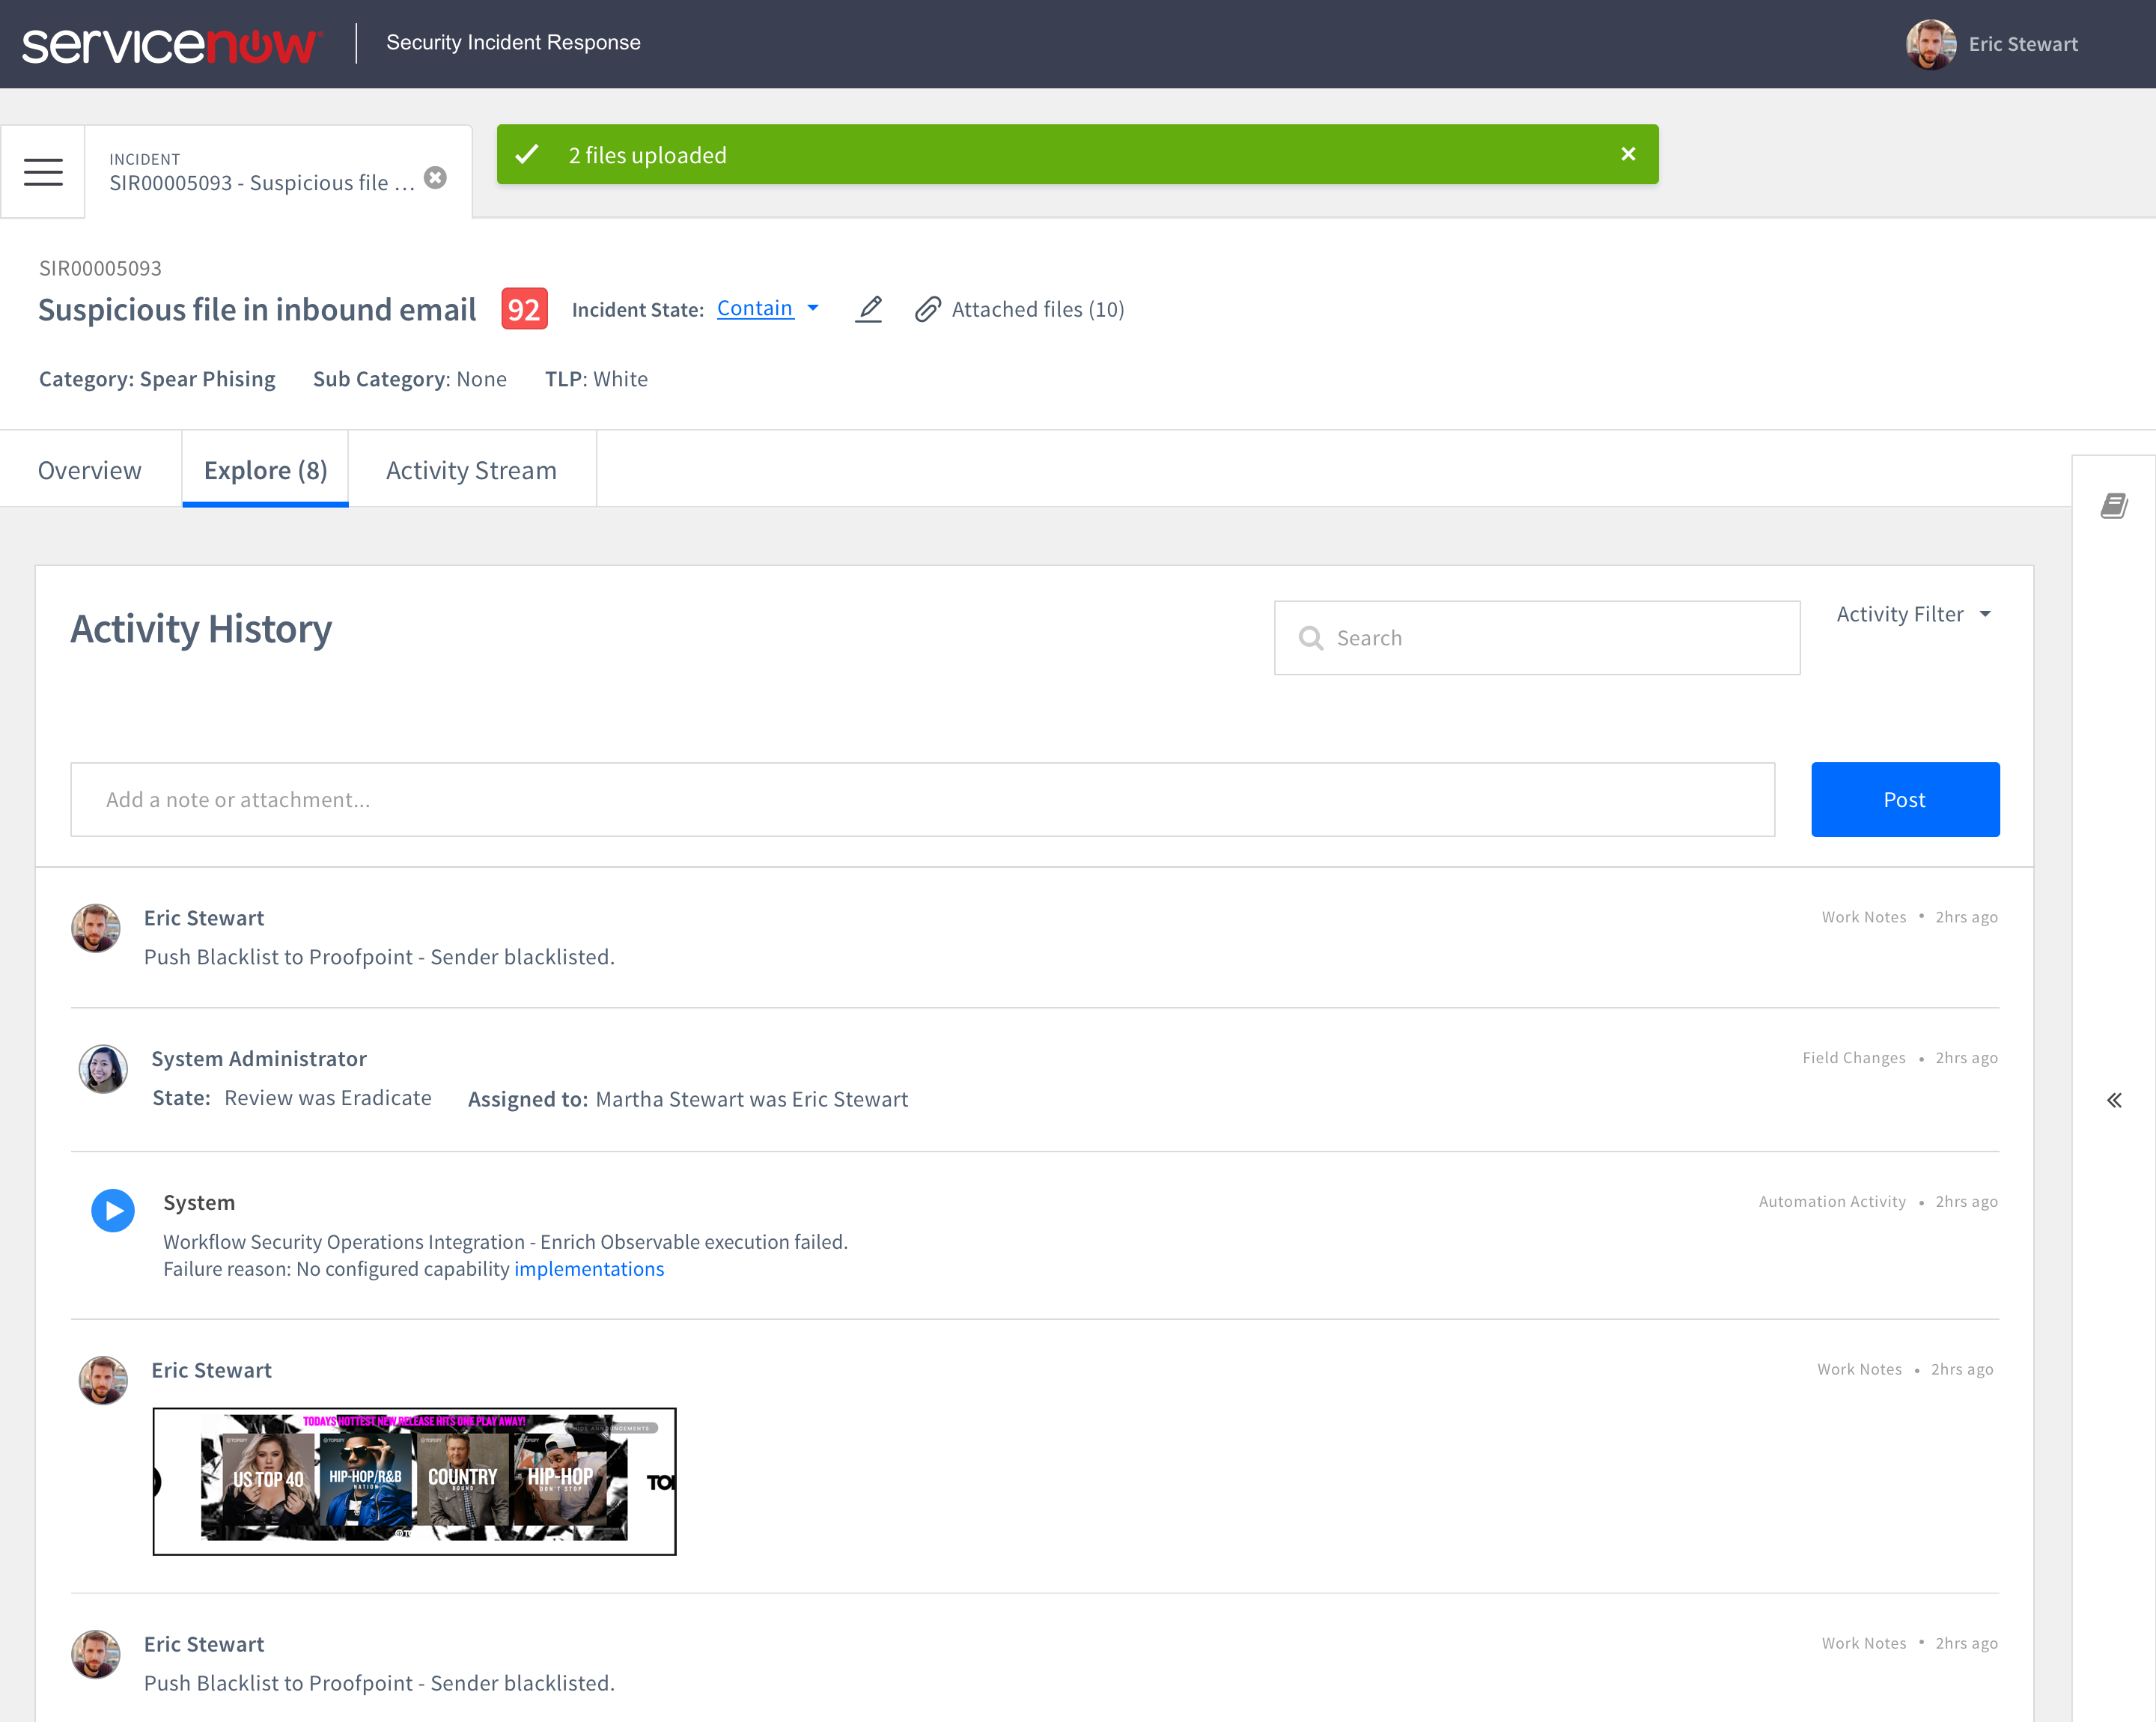 servicenow
Security Incident Response
Eric Stewart
INCIDENT
SIR00005093 - Suspicious file ...
2 files uploaded
SIR00005093
Suspicious file in inbound email
92
Incident State: Contain
Attached files (10)
Category: Spear Phising
Sub Category: None
TLP: White
Overview
Explore (8)
Activity Stream
Activity History
Search
Activity Filter
Add a note or attachment...
Post
Eric Stewart
Work Notes • 2hrs ago
Push Blacklist to Proofpoint - Sender blacklisted.
System Administrator
Field Changes • 2hrs ago
State: Review was Eradicate
Assigned to: Martha Stewart was Eric Stewart
System
Automation Activity • 2hrs ago
Workflow Security Operations Integration - Enrich Observable execution failed.
Failure reason: No configured capability implementations
Eric Stewart
Work Notes • 2hrs ago
TODAYS HOTTEST NEW RELEASE HITS ONE PLAY AWAY!
US TOP 40
HIP-HOP/R&B
NATION
COUNTRY
HIP-HOP
DON'T STOP
Eric Stewart
Work Notes • 2hrs ago
Push Blacklist to Proofpoint - Sender blacklisted.